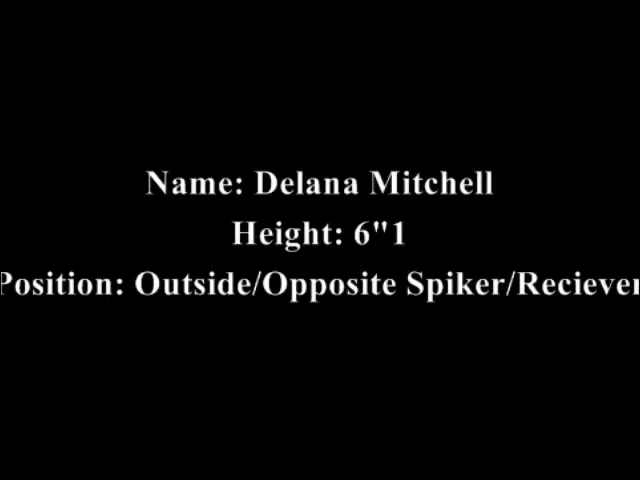 Name: Delana Mitchell
Height: 6"1
Position: Outside/Opposite Spiker/Reciever